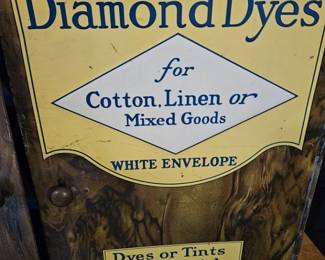 Diamond Dyes
for
Cotton, Linen or
Mixed Goods
WHITE ENVELOPE
Dyes or Tints